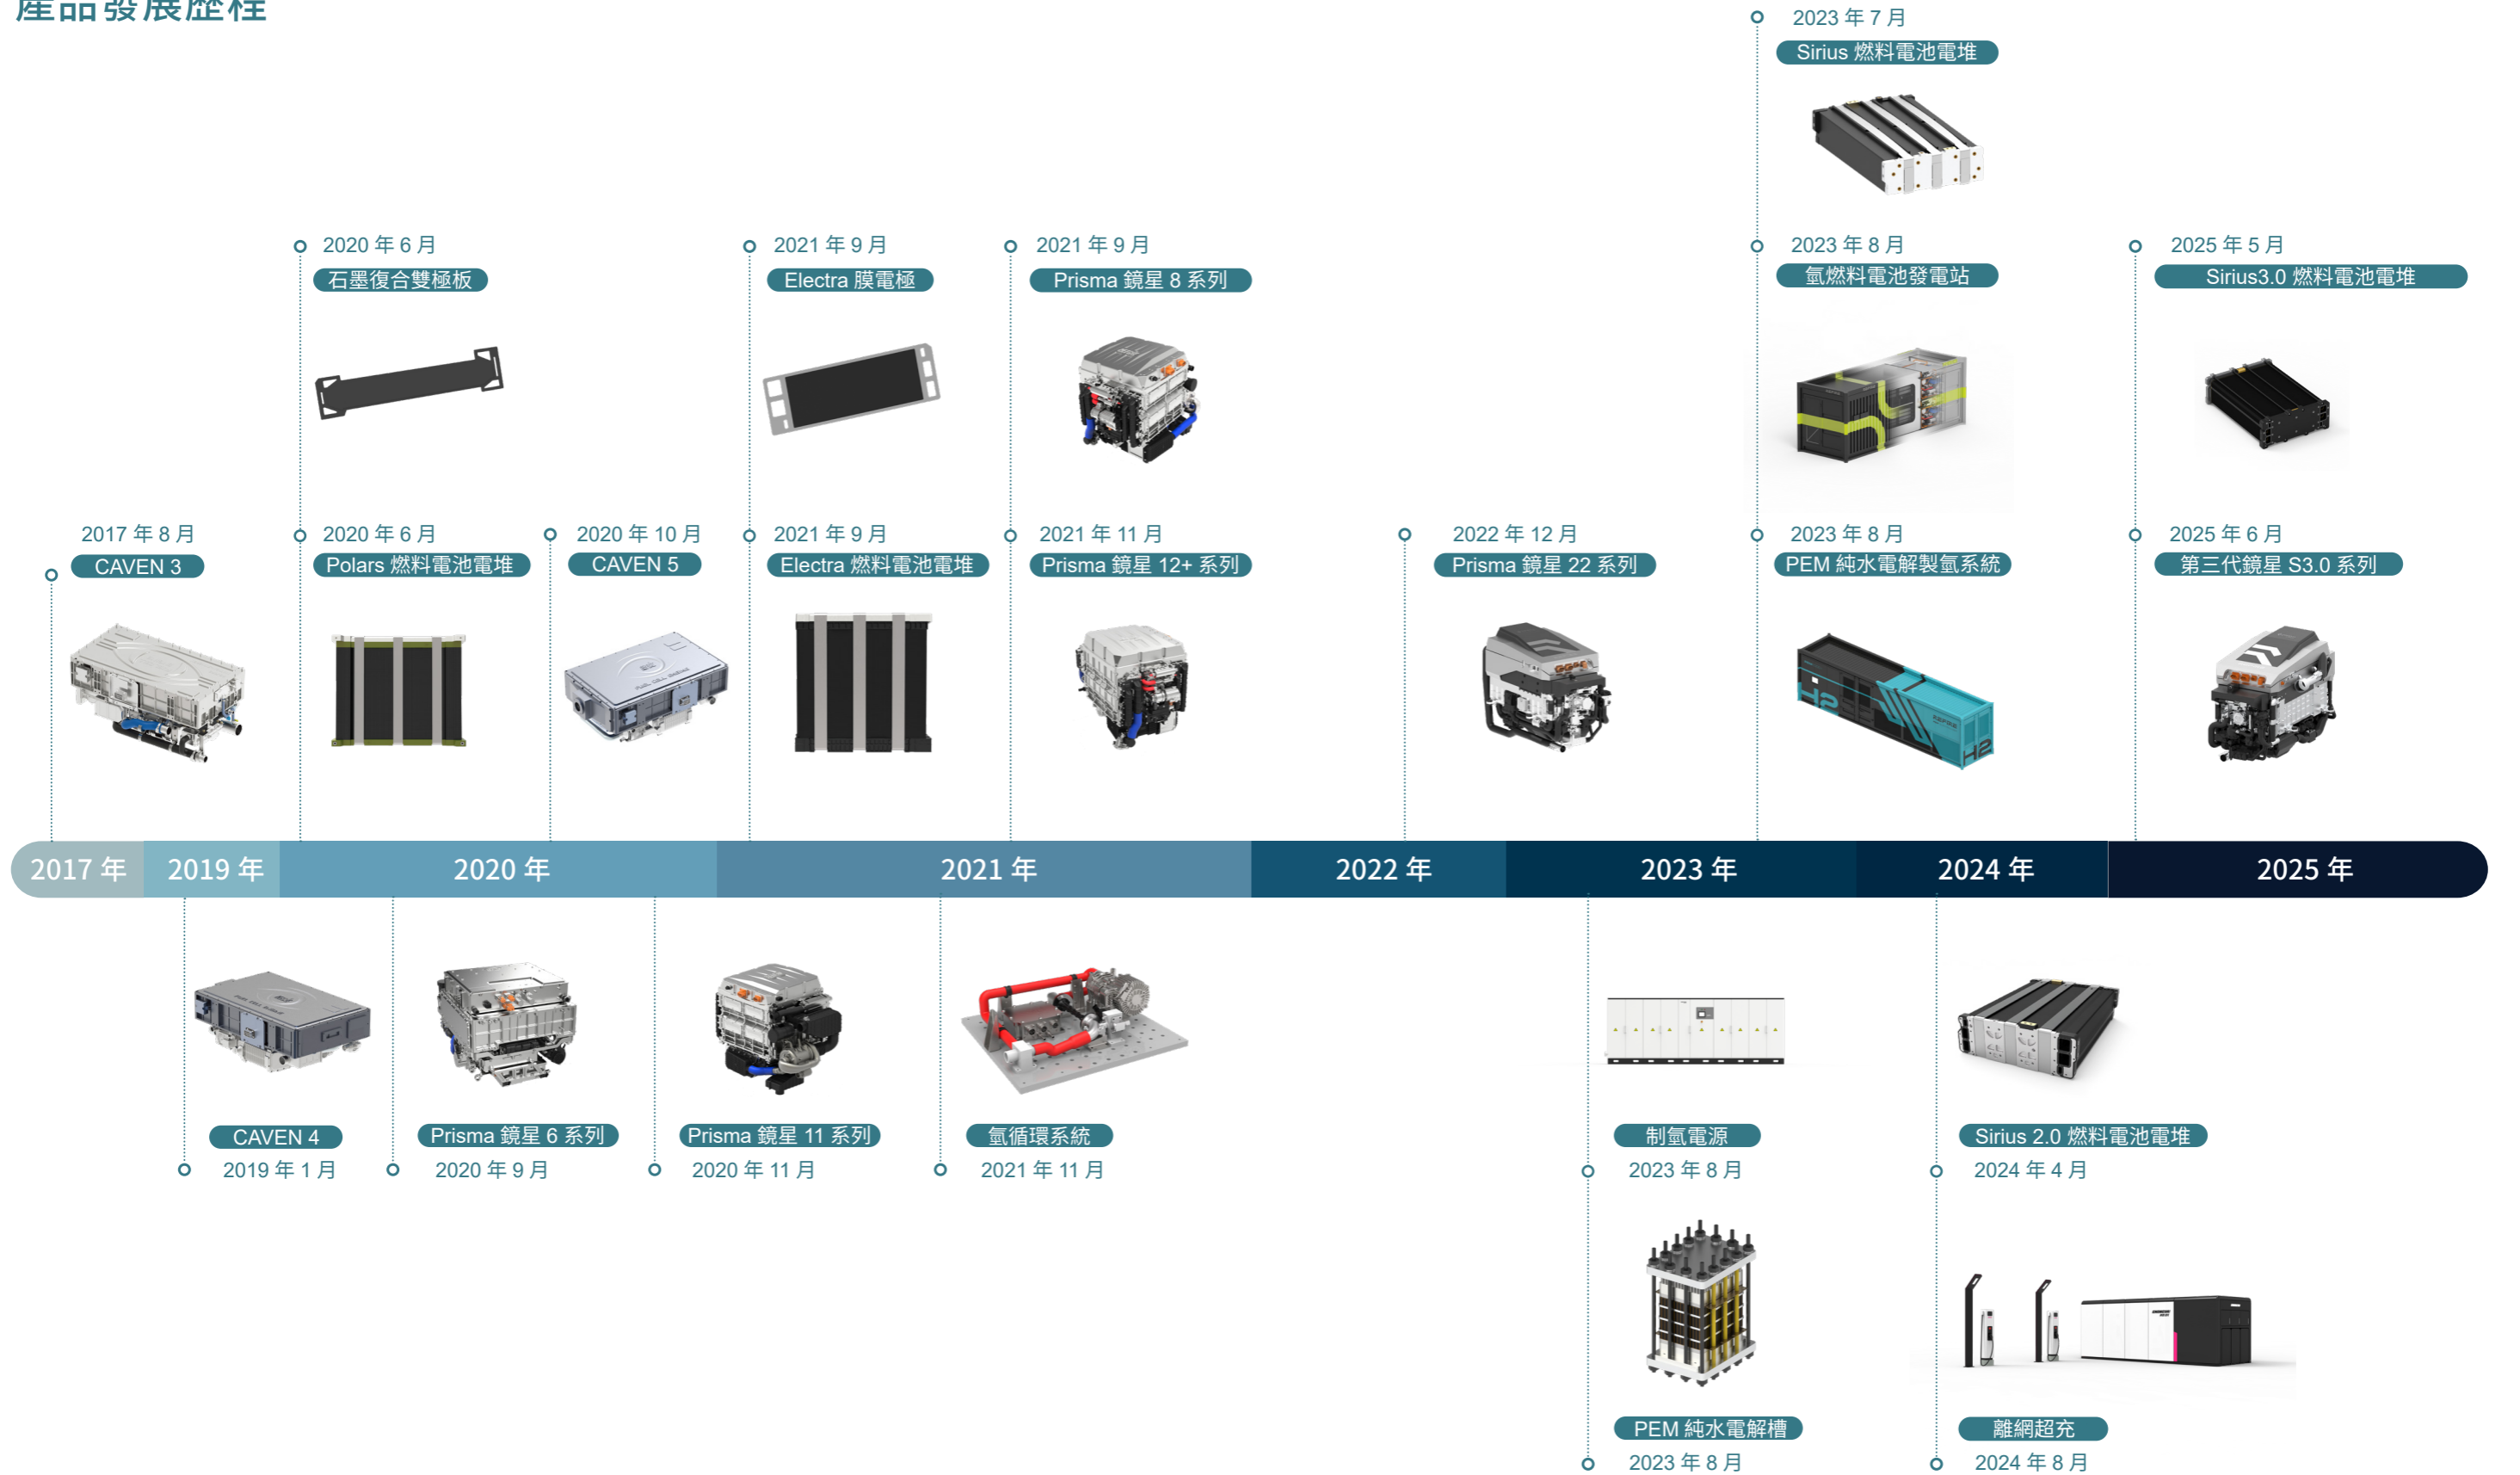 產品發展歷程
2023 年 7 月
Sirius 燃料電池電堆
2020 年 6 月
石墨復合雙極板
2021 年 9 月
Electra 膜電極
2021 年 9 月
Prisma 鏡星 8 系列
2023 年 8 月
氫燃料電池發電站
2025 年 5 月
Sirius3.0 燃料電池電堆
2017 年 8 月
CAVEN 3
2020 年 6 月
Polars 燃料電池電堆
2020 年 10 月
CAVEN 5
2021 年 9 月
Electra 燃料電池電堆
2021 年 11 月
Prisma 鏡星 12+ 系列
2022 年 12 月
Prisma 鏡星 22 系列
2023 年 8 月
PEM 純水電解製氫系統
2025 年 6 月
第三代鏡星 S3.0 系列
H2
H2
2017 年
2019 年
2020 年
2021 年
2022 年
2023 年
2024 年
2025 年
CAVEN 4
2019 年 1 月
Prisma 鏡星 6 系列
2020 年 9 月
Prisma 鏡星 11 系列
2020 年 11 月
氫循環系統
2021 年 11 月
制氫電源
2023 年 8 月
Sirius 2.0 燃料電池電堆
2024 年 4 月
PEM 純水電解槽
2023 年 8 月
離網超充
2024 年 8 月